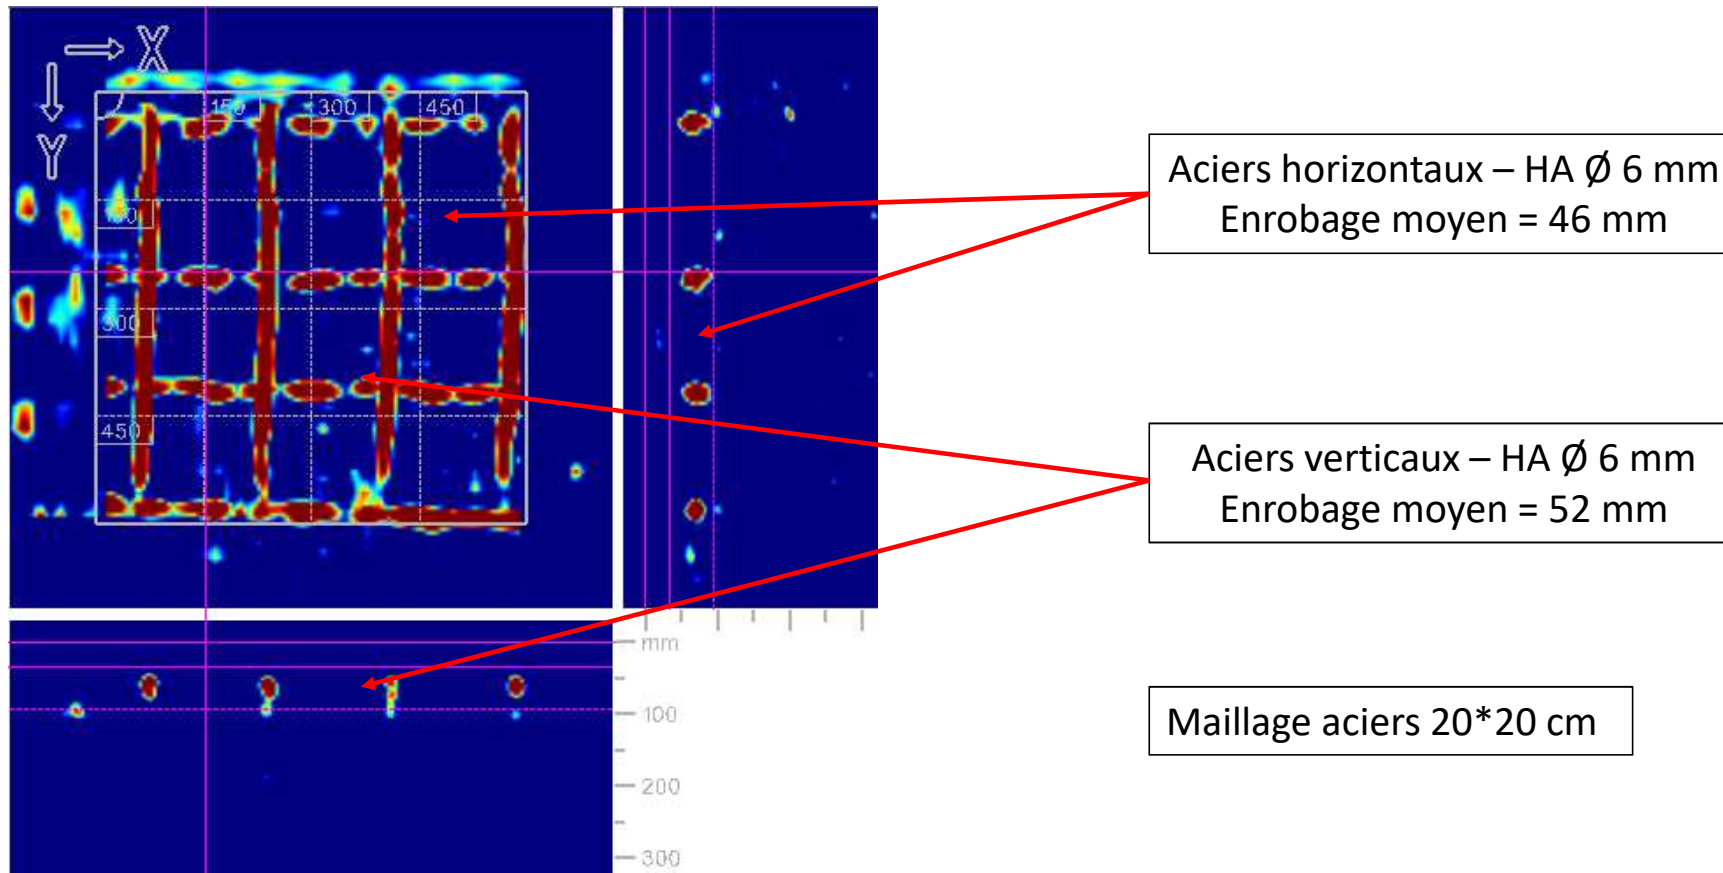 X
Y
150
300
450
150
300
450
mm
100
200
300
Aciers horizontaux – HA Ø 6 mm
Enrobage moyen = 46 mm
Aciers verticaux – HA Ø 6 mm
Enrobage moyen = 52 mm
Maillage aciers 20*20 cm